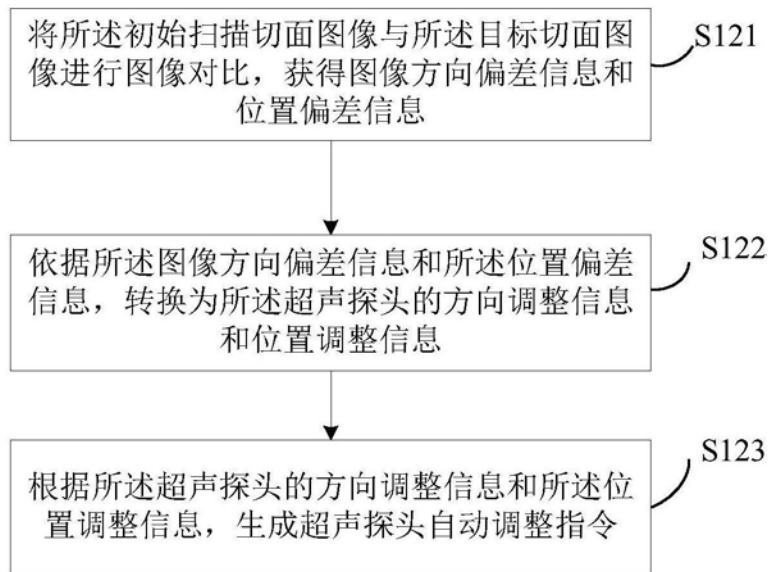 将所述初始扫描切面图像与所述目标切面图
像进行图像对比，获得图像方向偏差信息和
位置偏差信息
S121
依据所述图像方向偏差信息和所述位置偏差
信息，转换为所述超声探头的方向调整信息
和位置调整信息
S122
根据所述超声探头的方向调整信息和所述位
置调整信息，生成超声探头自动调整指令
S123